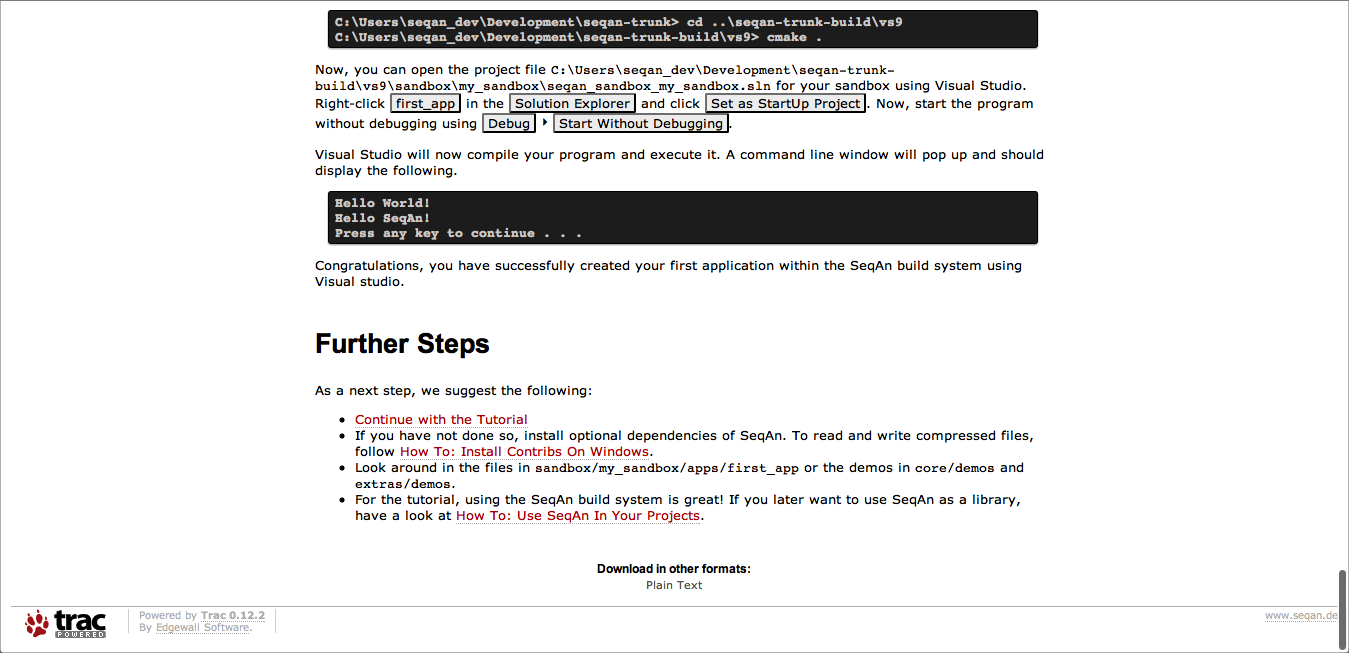 C:\Users\seqan_dev\Development\seqan-trunk> cd ..\seqan-trunk-build\vs9
C:\Users\seqan_dev\Development\seqan-trunk-build\vs9> cmake .
Now, you can open the project file C:\Users\seqan_dev\Development\seqan-trunk-
build\vs9\sandbox\my_sandbox\seqan_sandbox_my_sandbox.sln for your sandbox using Visual Studio.
Right-click first_app in the Solution Explorer and click Set as StartUp Project. Now, start the program
without debugging using Debug ‣ Start Without Debugging.
Visual Studio will now compile your program and execute it. A command line window will pop up and should
display the following.
Hello World!
Hello SeqAn!
Press any key to continue . . .
Congratulations, you have successfully created your first application within the SeqAn build system using
Visual studio.
Further Steps
As a next step, we suggest the following:
• Continue with the Tutorial
• If you have not done so, install optional dependencies of SeqAn. To read and write compressed files,
follow How To: Install Contribs On Windows.
• Look around in the files in sandbox/my_sandbox/apps/first_app or the demos in core/demos and
extras/demos.
• For the tutorial, using the SeqAn build system is great! If you later want to use SeqAn as a library,
have a look at How To: Use SeqAn In Your Projects.
Download in other formats:
Plain Text
trac
POWERED
Powered by Trac 0.12.2
By Edgewall Software.
www.seqan.de